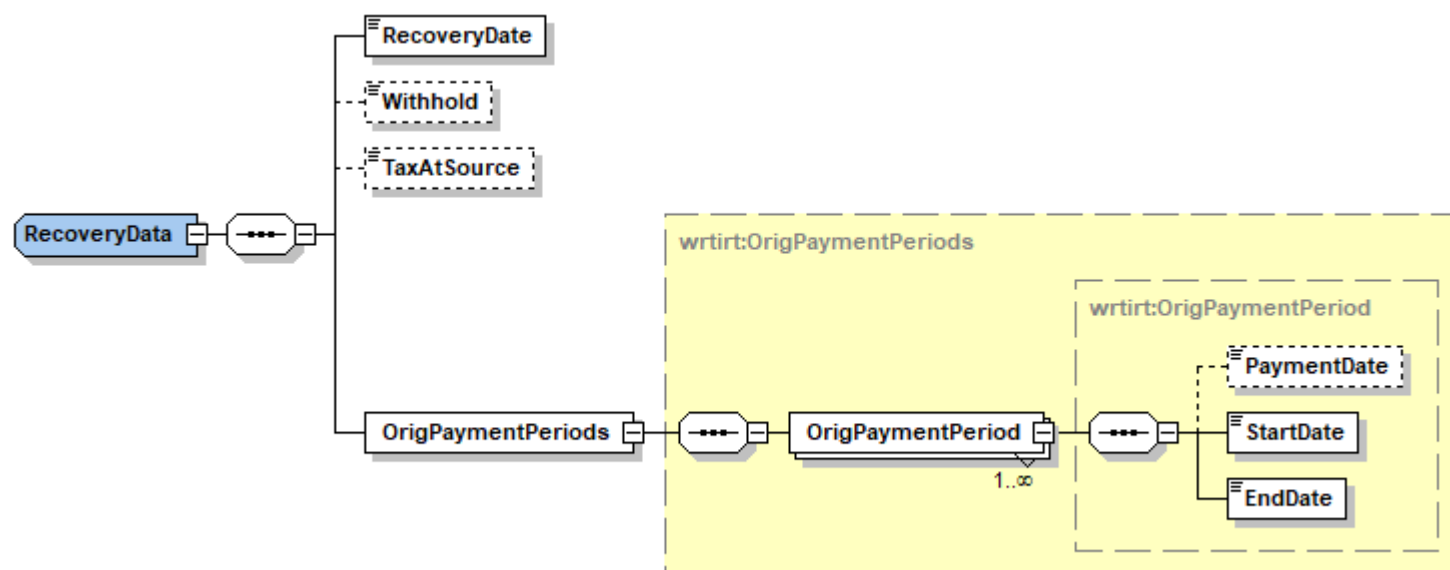 RecoveryDate
Withhold
TaxAtSource
RecoveryData
wrtirt:OrigPaymentPeriods
wrtirt:OrigPaymentPeriod
PaymentDate
OrigPaymentPeriods
OrigPaymentPeriod
StartDate
1..∞
EndDate